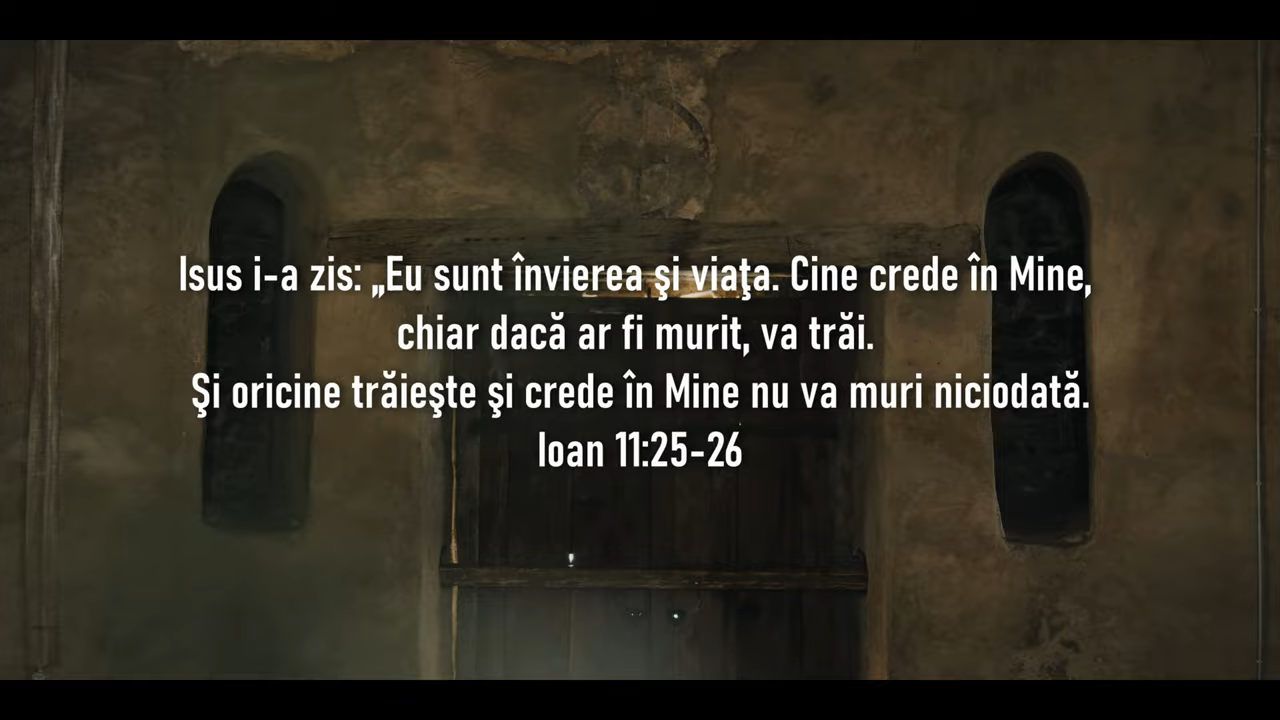 Isus i-a zis: „Eu sunt învierea şi viaţa. Cine crede în Mine,
chiar dacă ar fi murit, va trăi.
Şi oricine trăieşte şi crede în Mine nu va muri niciodată.
Ioan 11:25-26